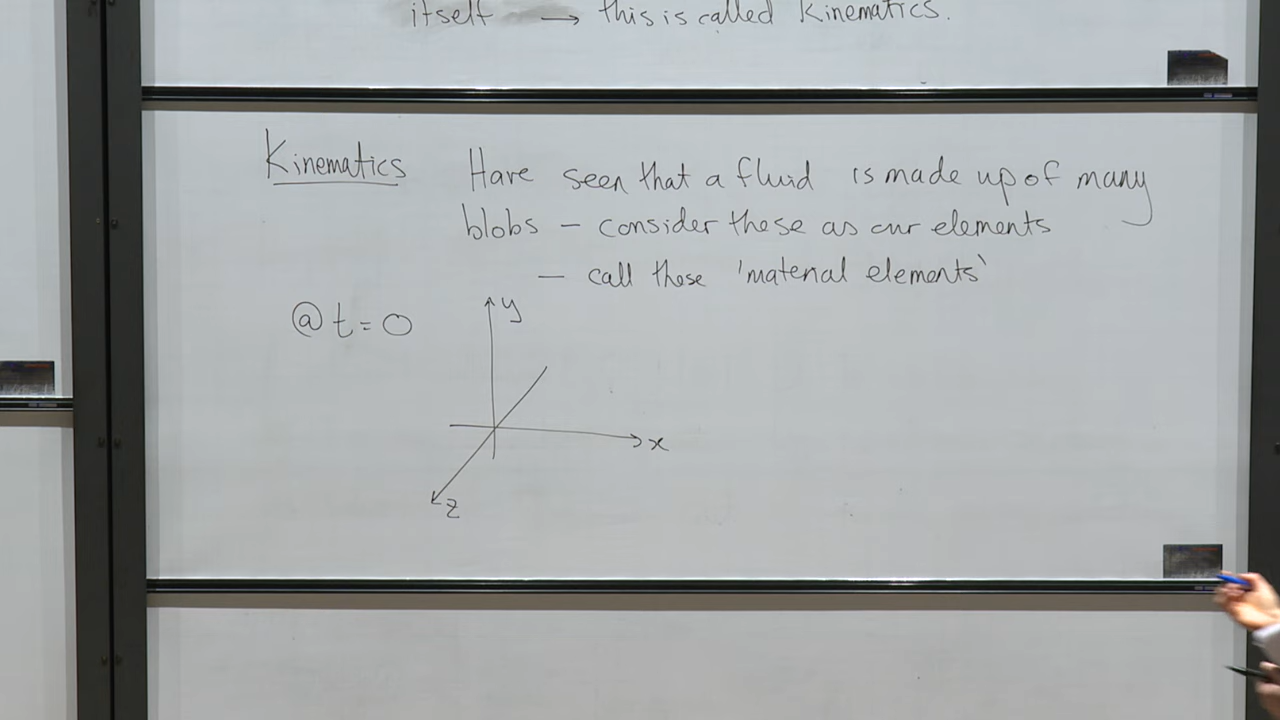 itself → this is called Kinematics.
Kinematics Have seen that a fluid is made up of many
blobs – consider these as our elements
– call these 'material elements'
@ t = 0
y
x
z